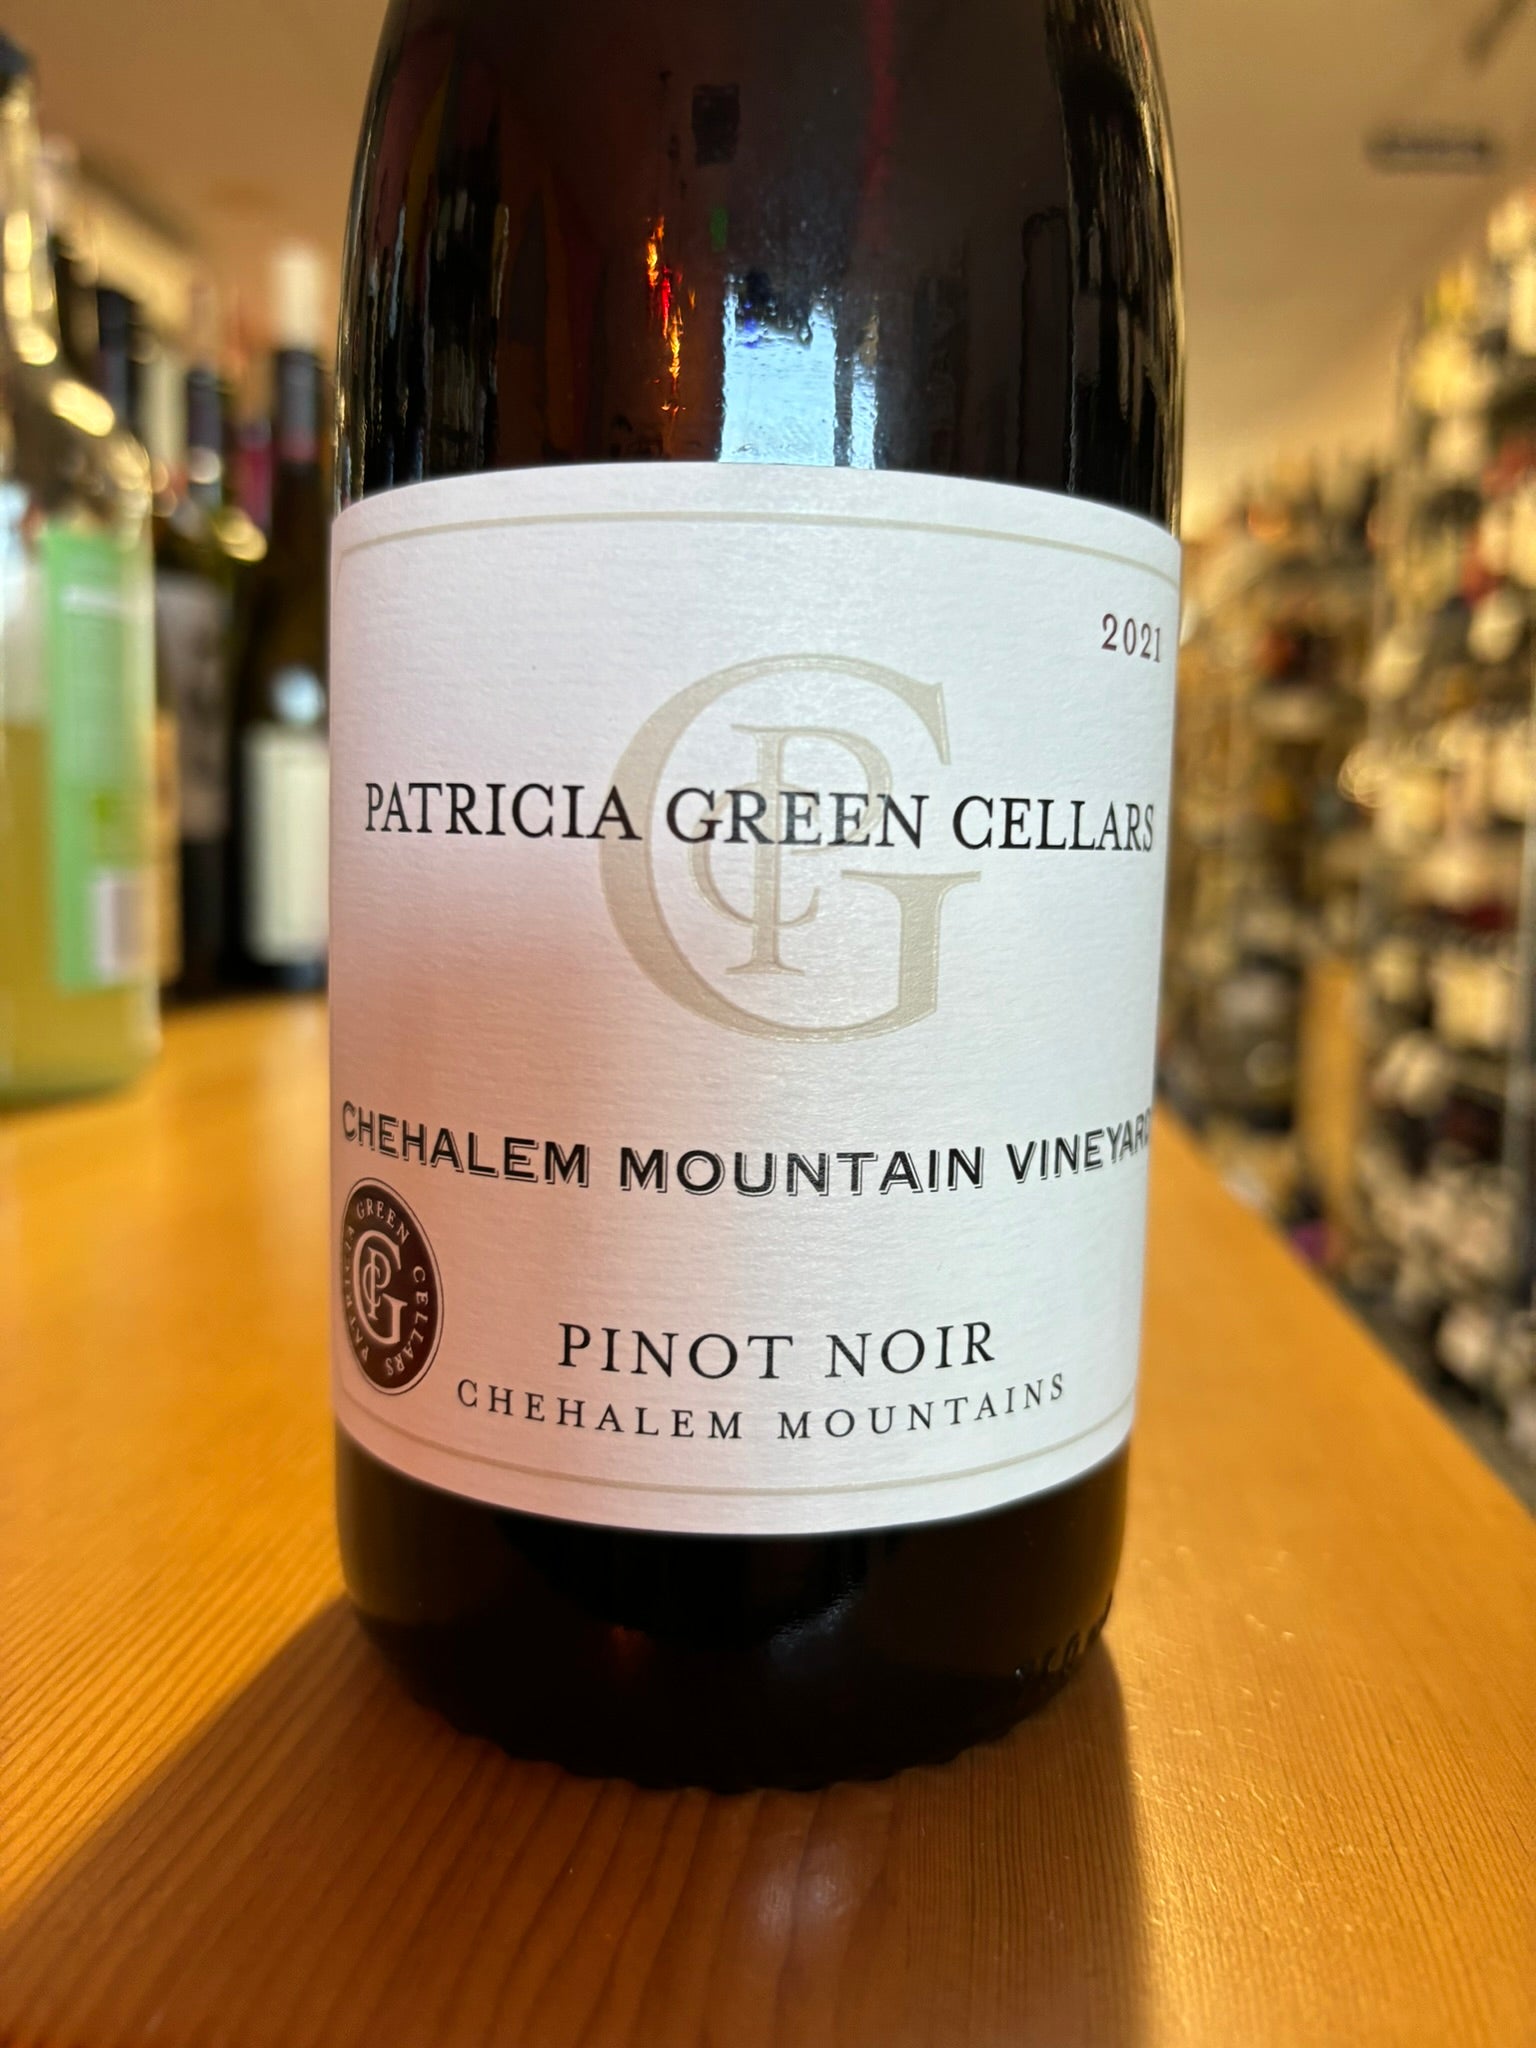 2021
PATRICIA GREEN CELLARS
CHEHALEM MOUNTAIN VINEYARD
PATRICIA GREEN CELLARS
PINOT NOIR
CHEHALEM MOUNTAINS